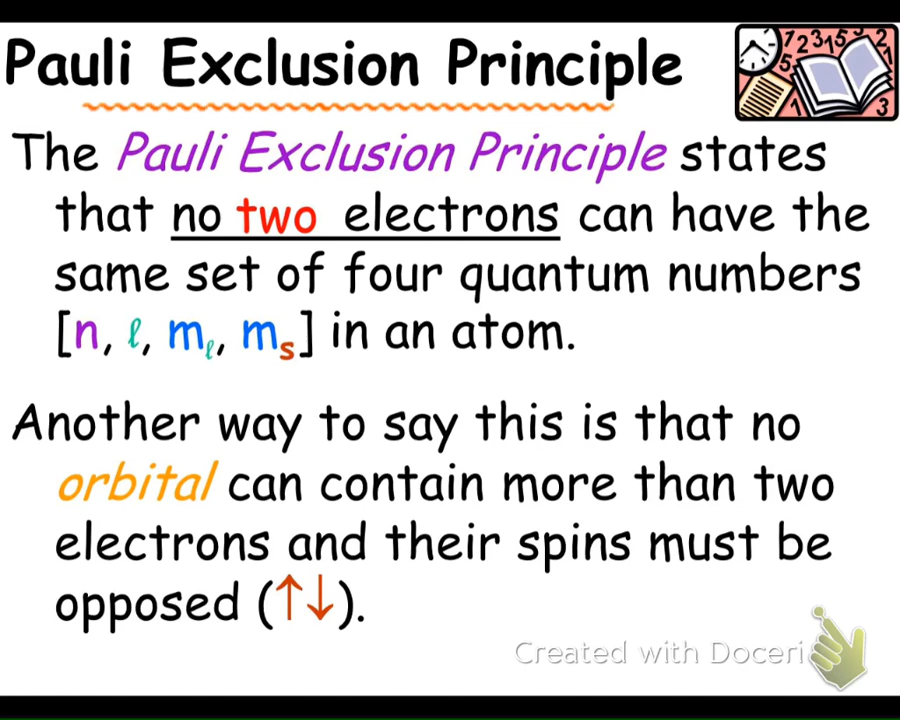 Pauli Exclusion Principle
The Pauli Exclusion Principle states
that no two electrons can have the
same set of four quantum numbers
[n, ℓ, mℓ, ms] in an atom.
Another way to say this is that no
orbital can contain more than two
electrons and their spins must be
opposed (↑↓).
Created with Doceri